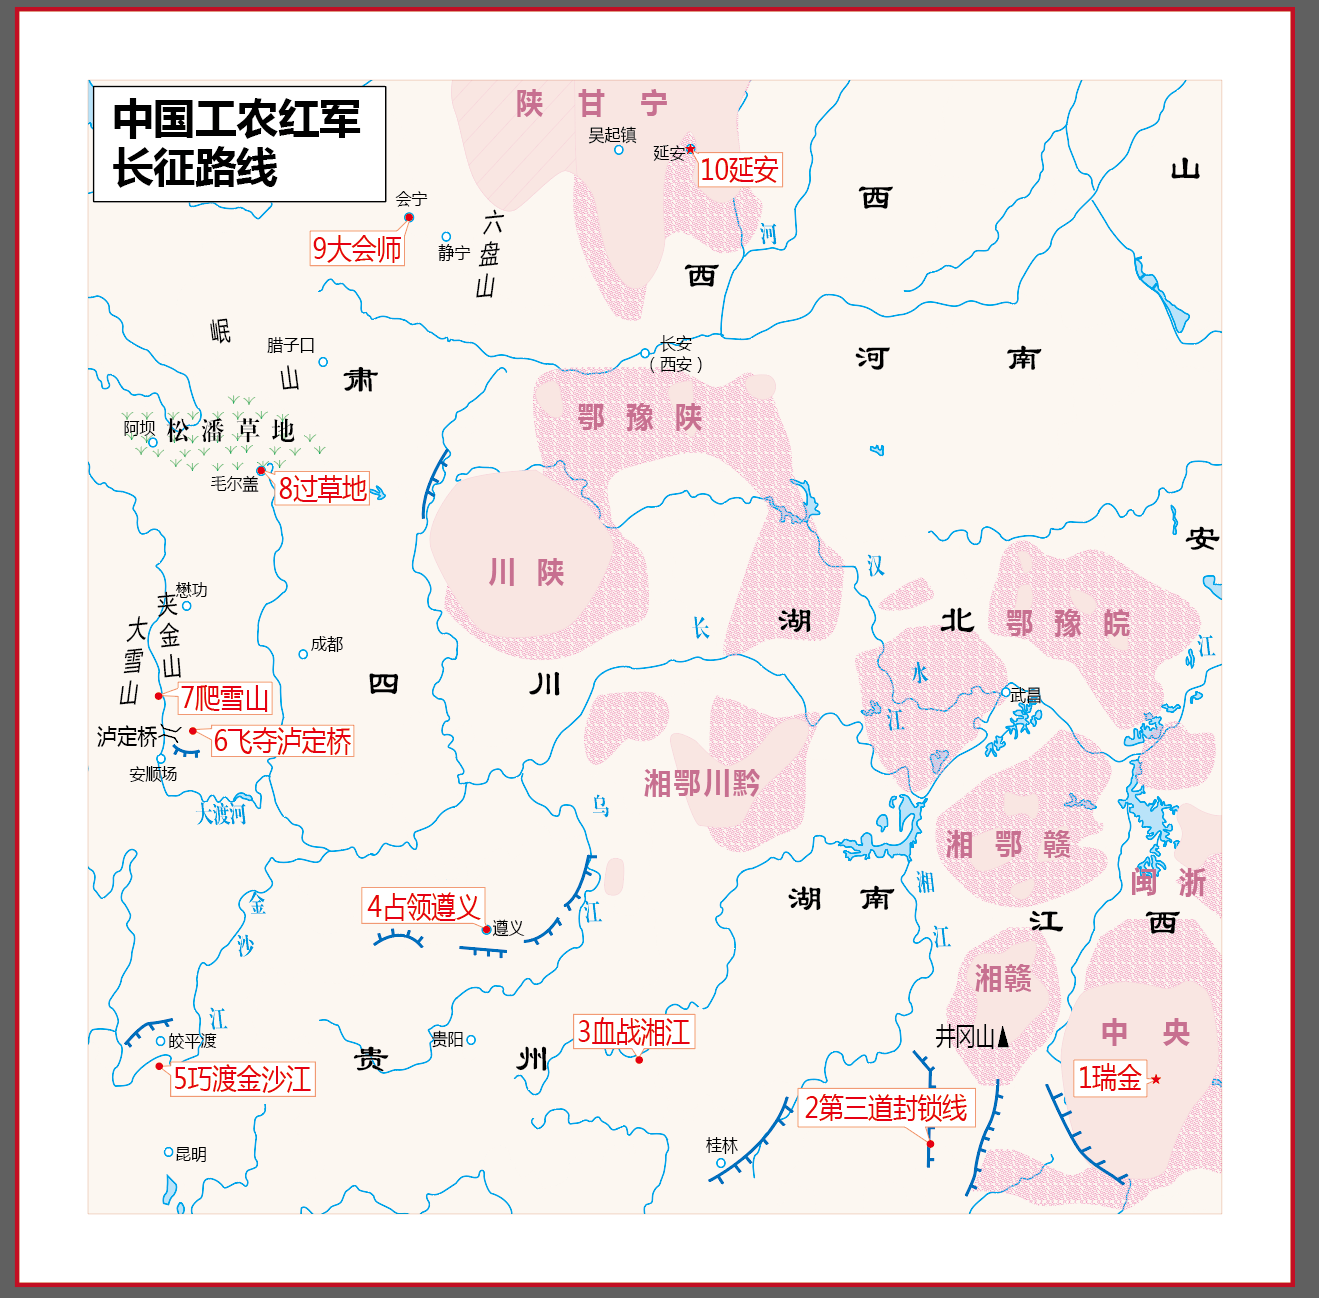 中国工农红军
长征路线
陕 甘 宁
吴起镇
延安
10延安
山
西
会宁
9大会师
静宁
六盘山
河
西
岷
山
腊子口
肃
长安
（西安）
河 南
鄂 豫 陕
阿坝
松潘草地
毛尔盖
8过草地
川 陕
汉
安
懋功
夹金山
大雪山
成都
四 川
长
湖 北
鄂 豫 皖
水
江
江
武昌
7爬雪山
泸定桥
6飞夺泸定桥
安顺场
大渡河
湘鄂川黔
乌
湘 鄂 赣
闽 浙
金
沙
江
4占领遵义
遵义
江
湖 南
湘
江
江 西
湘赣
井冈山
中 央
1瑞金
皎平渡
5巧渡金沙江
贵阳
贵 州
3血战湘江
2第三道封锁线
桂林
昆明